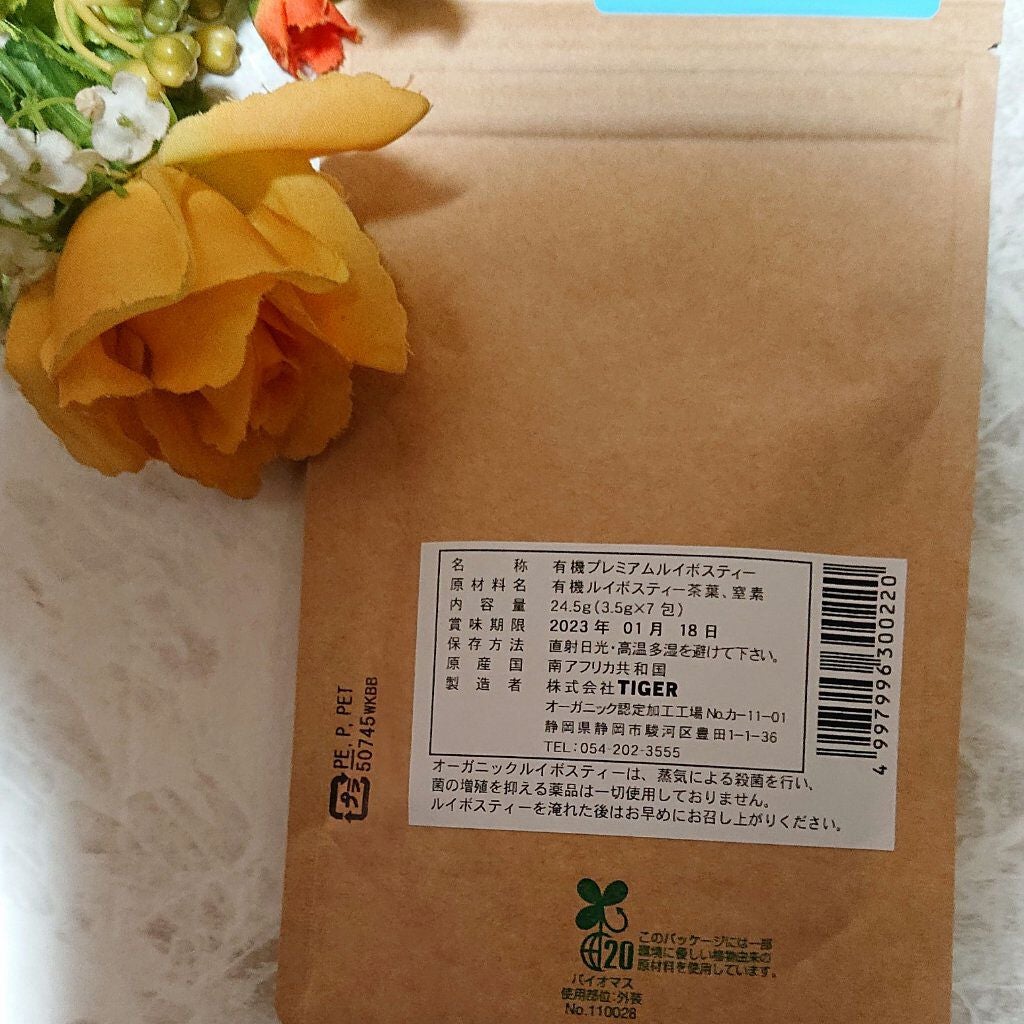 名称 有機プレミアムルイボスティー
原材料名 有機ルイボスティー茶葉、窒素
内容量 24.5g(3.5g×7包)
賞味期限 2023年 01月 18日
保存方法 直射日光・高温多湿を避けて下さい。
原産国 南アフリカ共和国
製造者 株式会社TIGER
オーガニック認定加工工場 No.カー11-01
静岡県静岡市駿河区豊田1-1-36
TEL:054-202-3555
オーガニックルイボスティーは、蒸気による殺菌を行い、
菌の増殖を抑える薬品は一切使用しておりません。
ルイボスティーを淹れた後はお早めにお召し上がりください。
4997996300220
プラ PE, P, PET
50745WKBB
20
このパッケージには一部
環境に優しい植物由来の
原材料を使用しています。
バイオマス
使用部位:外装
No.110028